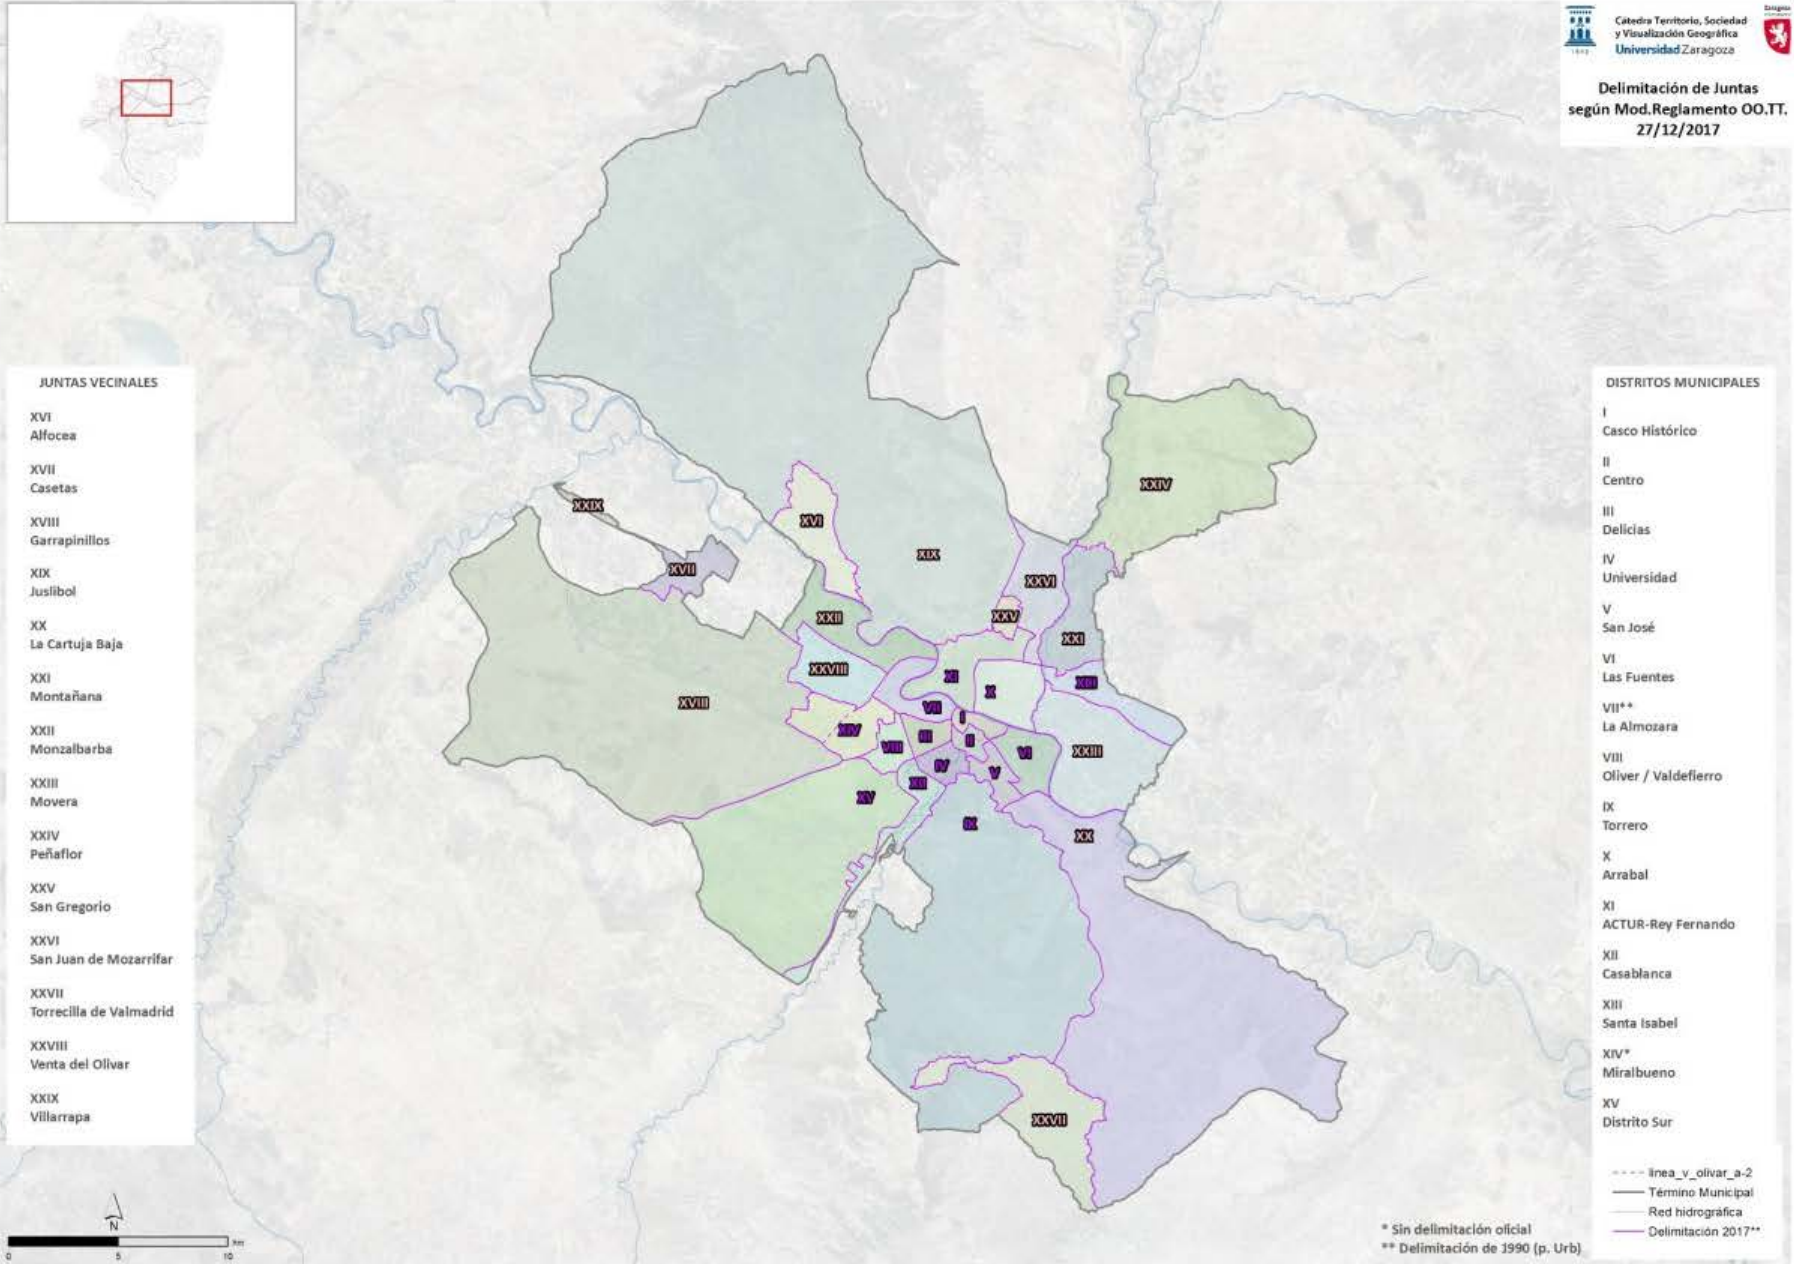 Cátedra Territorio, Sociedad
y Visualización Geográfica
Universidad Zaragoza
1542
Zaragoza
Delimitación de Juntas
según Mod.Reglamento OO.TT.
27/12/2017
JUNTAS VECINALES
XVI
Alfocea
XVII
Casetas
XVIII
Garrapinillos
XIX
Juslibol
XX
La Cartuja Baja
XXI
Montañana
XXII
Monzalbarba
XXIII
Movera
XXIV
Peñaflor
XXV
San Gregorio
XXVI
San Juan de Mozarrifar
XXVII
Torrecilla de Valmadrid
XXVIII
Venta del Olivar
XXIX
Villarrapa
XXIV
XXIX
XVI
XIX
XVII
XXVI
XXV
XXII
XXI
XXVIII
XI
XIII
X
XVIII
VII
I
XIV
III
II
VIII
VI
XXIII
IV
V
XII
XV
IX
XX
XXVII
DISTRITOS MUNICIPALES
I
Casco Histórico
II
Centro
III
Delicias
IV
Universidad
V
San José
VI
Las Fuentes
VII**
La Almozara
VIII
Oliver / Valdefierro
IX
Torrero
X
Arrabal
XI
ACTUR-Rey Fernando
XII
Casablanca
XIII
Santa Isabel
XIV*
Miralbueno
XV
Distrito Sur
linea_v_olivar_a-2
Término Municipal
Red hidrográfica
Delimitación 2017**
* Sin delimitación oficial
** Delimitación de 1990 (p. Urb)
N
Km
0 5 10